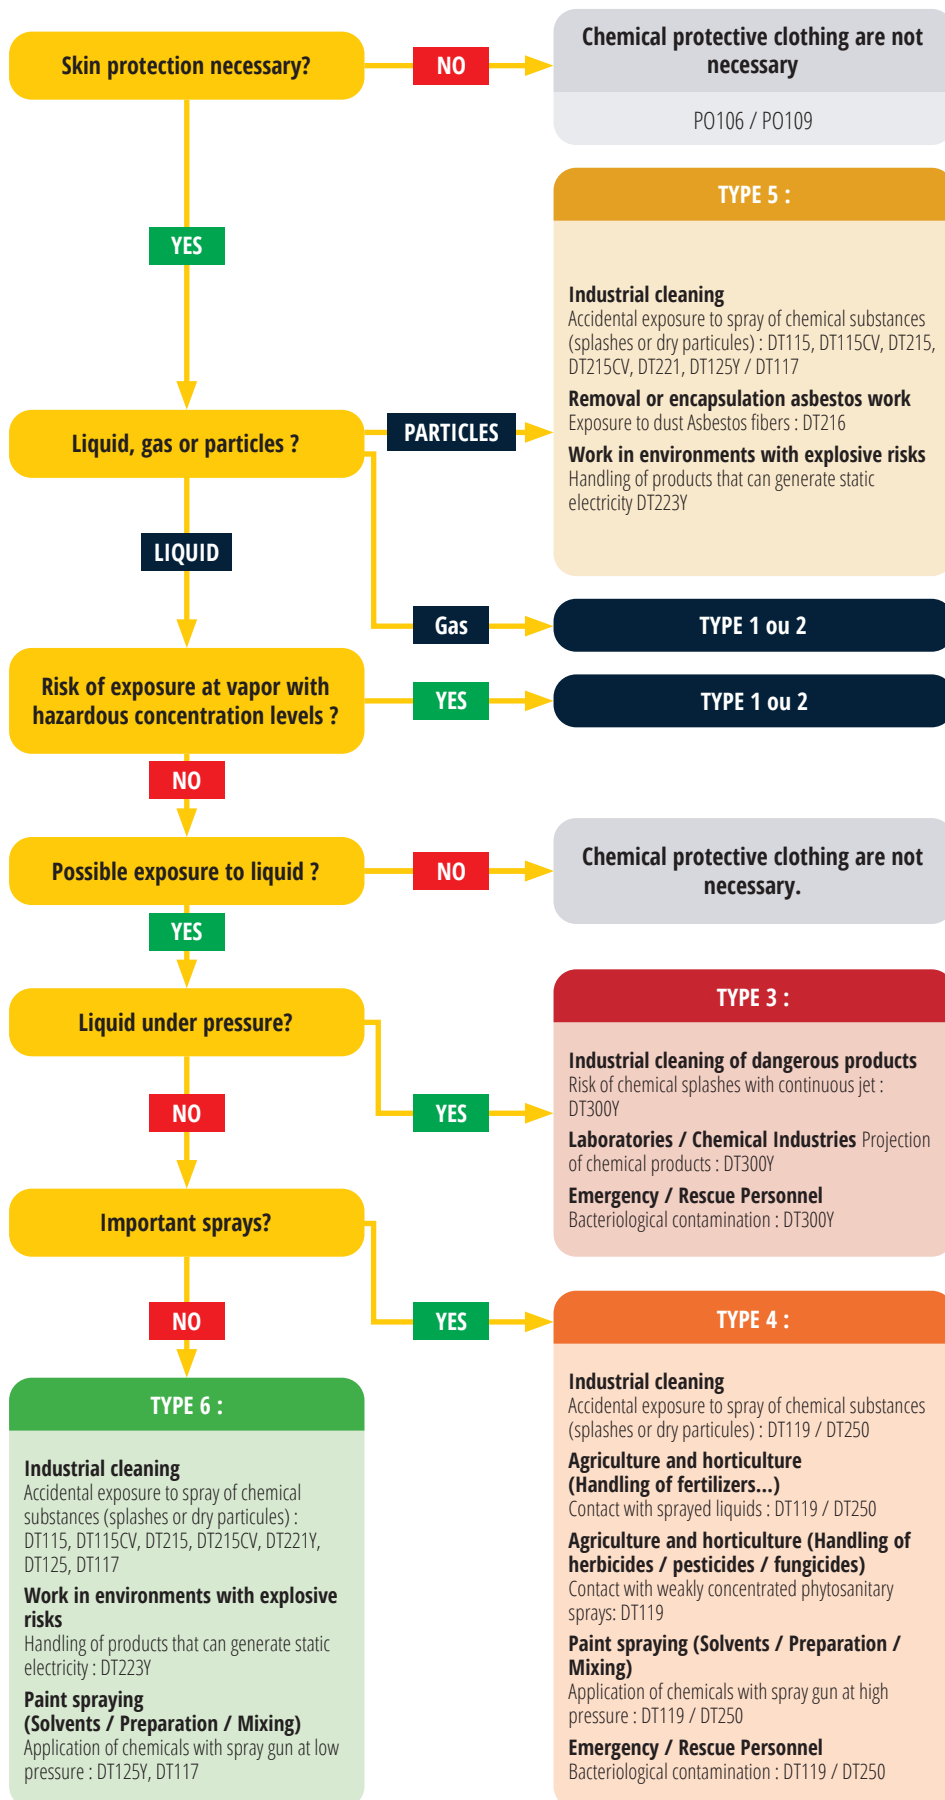 Skin protection necessary?
NO
Chemical protective clothing are not
necessary
PO106 / PO109
YES
TYPE 5 :
Industrial cleaning
Accidental exposure to spray of chemical substances
(splashes or dry particules) : DT115, DT115CV, DT215,
DT215CV, DT221, DT125Y / DT117
Removal or encapsulation asbestos work
Exposure to dust Asbestos fibers : DT216
Work in environments with explosive risks
Handling of products that can generate static
electricity DT223Y
Liquid, gas or particles ?
PARTICLES
LIQUID
Gas
TYPE 1 ou 2
Risk of exposure at vapor with
hazardous concentration levels ?
YES
TYPE 1 ou 2
NO
Possible exposure to liquid ?
NO
Chemical protective clothing are not
necessary.
YES
Liquid under pressure?
YES
TYPE 3 :
Industrial cleaning of dangerous products
Risk of chemical splashes with continuous jet :
DT300Y
Laboratories / Chemical Industries Projection
of chemical products : DT300Y
Emergency / Rescue Personnel
Bacteriological contamination : DT300Y
NO
Important sprays?
YES
TYPE 4 :
Industrial cleaning
Accidental exposure to spray of chemical substances
(splashes or dry particules) : DT119 / DT250
Agriculture and horticulture
(Handling of fertilizers...)
Contact with sprayed liquids : DT119 / DT250
Agriculture and horticulture (Handling of
herbicides / pesticides / fungicides)
Contact with weakly concentrated phytosanitary
sprays: DT119
Paint spraying (Solvents / Preparation /
Mixing)
Application of chemicals with spray gun at high
pressure : DT119 / DT250
Emergency / Rescue Personnel
Bacteriological contamination : DT119 / DT250
NO
TYPE 6 :
Industrial cleaning
Accidental exposure to spray of chemical
substances (splashes or dry particules) :
DT115, DT115CV, DT215, DT215CV, DT221Y,
DT125, DT117
Work in environments with explosive
risks
Handling of products that can generate static
electricity : DT223Y
Paint spraying
(Solvents / Preparation / Mixing)
Application of chemicals with spray gun at low
pressure : DT125Y, DT117